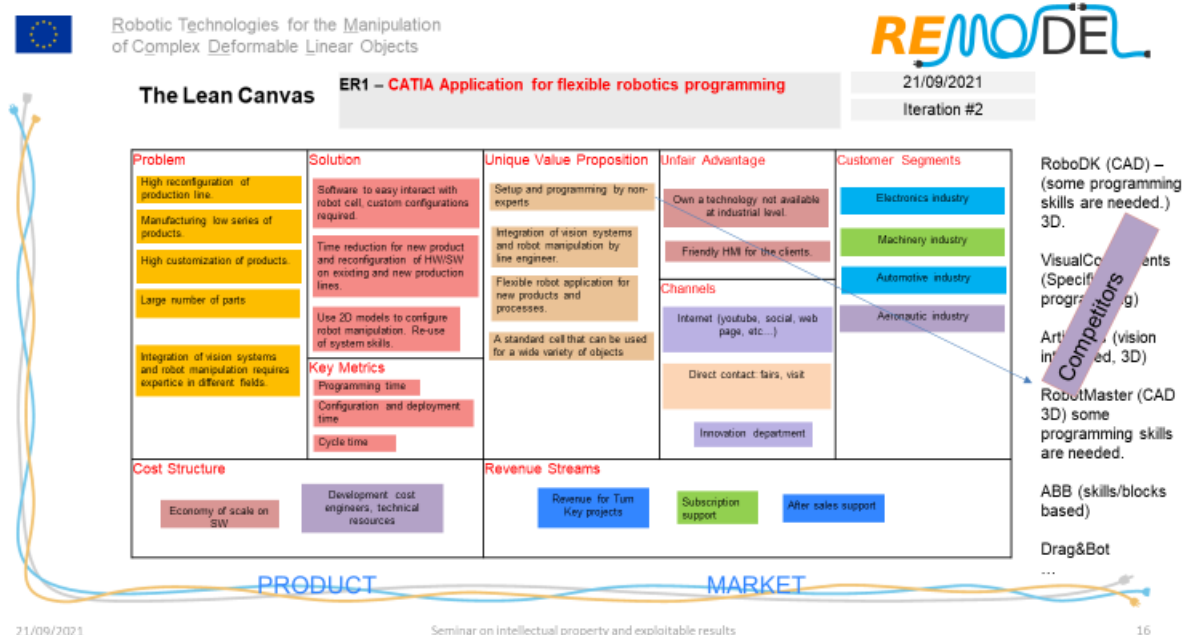 Robotic Technologies for the Manipulation
of Complex Deformable Linear Objects
REMODEL
The Lean Canvas
ER1 – CATIA Application for flexible robotics programming
21/09/2021
Iteration #2
Problem
High reconfiguration of
production line.
Manufacturing low series of
products.
High customization of products.
Large number of parts
Integration of vision systems
and robot manipulation requires
expertice in different fields.
Solution
Software to easy interact with
robot cell, custom configurations
required.
Time reduction for new product
and reconfiguration of HW/SW
on exixting and new production
lines.
Use 2D models to configure
robot manipulation. Re-use
of system skills.
Key Metrics
Programming time
Configuration and deployment
time
Cycle time
Unique Value Proposition
Setup and programming by non-
experts
Integration of vision systems
and robot manipulation by
line engineer.
Flexible robot application for
new products and
processes.
A standard cell that can be used
for a wide variety of objects
Unfair Advantage
Own a technology not available
at industrial level.
Friendly HMI for the clients.
Channels
Internet (youtube, social, web
page, etc...)
Direct contact: fairs, visit
Innovation department
Customer Segments
Electronics industry
Machinery industry
Automotive industry
Aeronautic industry
RoboDK (CAD) –
(some programming
skills are needed.)
3D.
(vision
3D)
RobotMaster (CAD
3D) some
programming skills
are needed.
ABB (skills/blocks
based)
Drag&Bot
...
Competitors
Cost Structure
Economy of scale on
SW
Development cost
engineers, technical
resources
Revenue Streams
Revenue for Turn
Key projects
Subscription
support
After sales support
PRODUCT
MARKET
21/09/2021
Seminar on intellectual property and exploitable results
16